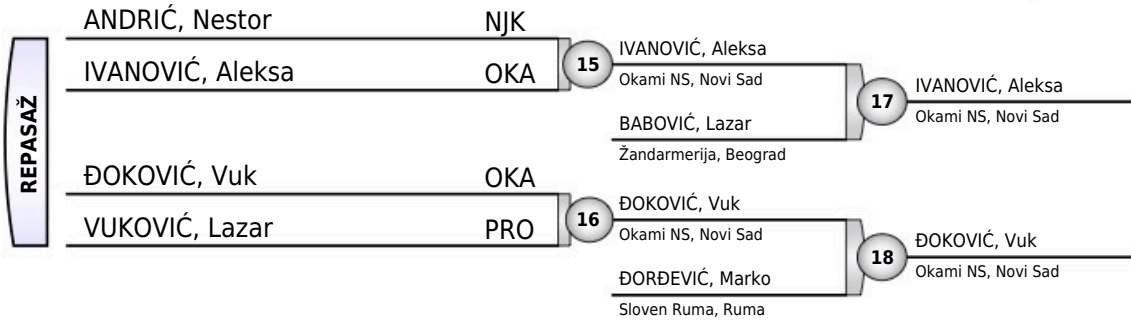 ANDRIĆ, Nestor NJK
IVANOVIĆ, Aleksa OKA
15
IVANOVIĆ, Aleksa
Okami NS, Novi Sad
17
IVANOVIĆ, Aleksa
Okami NS, Novi Sad
BABOVIĆ, Lazar
Žandarmerija, Beograd
REPASAŽ
ĐOKOVIĆ, Vuk OKA
VUKOVIĆ, Lazar PRO
16
ĐOKOVIĆ, Vuk
Okami NS, Novi Sad
18
ĐOKOVIĆ, Vuk
Okami NS, Novi Sad
ĐORĐEVIĆ, Marko
Sloven Ruma, Ruma